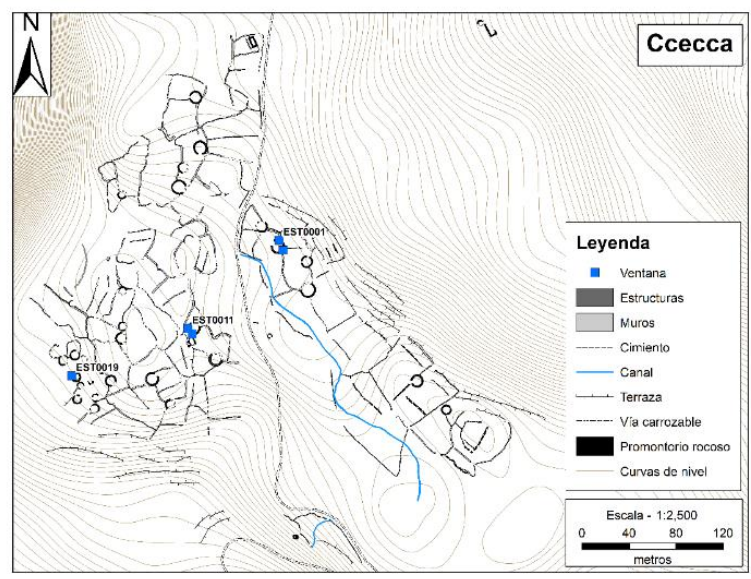 N
Ccecca
EST0001
EST0011
EST0019
Leyenda
Ventana
Estructuras
Muros
Cimiento
Canal
Terraza
Vía carrozable
Promontorio rocoso
Curvas de nivel
Escala - 1:2,500
0 40 80 120
metros